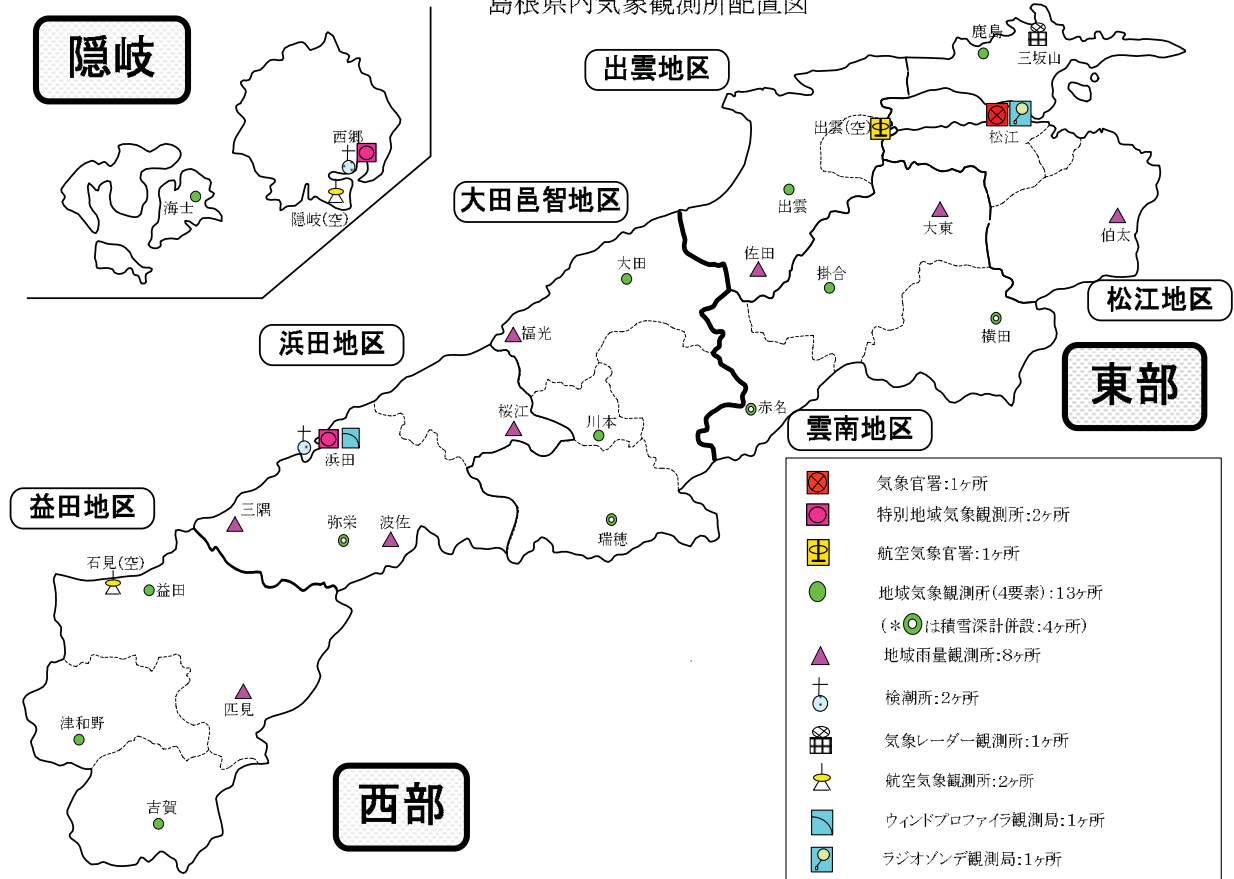 島根県内気象観測所配置図
隠岐
西郷
海士
隠岐(空)
出雲地区
鹿島
三坂山
出雲(空)
松江
大田邑智地区
出雲
大東
伯太
佐田
大田
掛合
松江地区
横田
福光
浜田地区
東部
桜江
川本
赤名
雲南地区
浜田
益田地区
三隅
弥栄
波佐
瑞穂
石見(空)
益田
匹見
津和野
西部
吉賀
気象官署:1ヶ所
特別地域気象観測所:2ヶ所
航空気象官署:1ヶ所
地域気象観測所(4要素):13ヶ所
(*◎は積雪深計併設:4ヶ所)
地域雨量観測所:8ヶ所
検潮所:2ヶ所
気象レーダー観測所:1ヶ所
航空気象観測所:2ヶ所
ウィンドプロファイラ観測局:1ヶ所
ラジオゾンデ観測局:1ヶ所